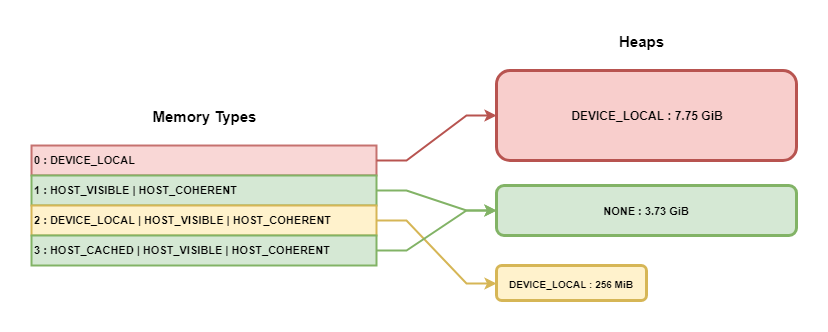 Heaps
DEVICE_LOCAL : 7.75 GiB
Memory Types
0 : DEVICE_LOCAL
1 : HOST_VISIBLE | HOST_COHERENT
2 : DEVICE_LOCAL | HOST_VISIBLE | HOST_COHERENT
3 : HOST_CACHED | HOST_VISIBLE | HOST_COHERENT
NONE : 3.73 GiB
DEVICE_LOCAL : 256 MiB